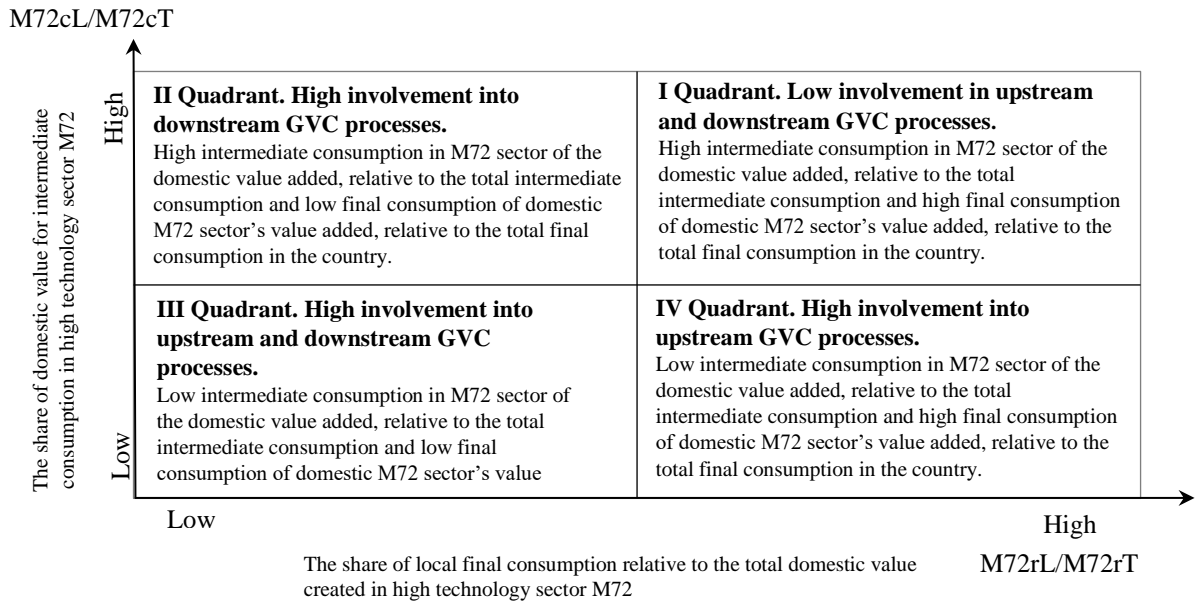 M72cL/M72cT
The share of domestic value for intermediate
consumption in high technology sector M72
High
Low
II Quadrant. High involvement into
downstream GVC processes.
High intermediate consumption in M72 sector of the
domestic value added, relative to the total intermediate
consumption and low final consumption of domestic
M72 sector's value added, relative to the total final
consumption in the country.
I Quadrant. Low involvement in upstream
and downstream GVC processes.
High intermediate consumption in M72 sector of the
domestic value added, relative to the total
intermediate consumption and high final consumption
of domestic M72 sector's value added, relative to the
total final consumption in the country.
III Quadrant. High involvement into
upstream and downstream GVC
processes.
Low intermediate consumption in M72 sector of
the domestic value added, relative to the total
intermediate consumption and low final
consumption of domestic M72 sector's value
IV Quadrant. High involvement into
upstream GVC processes.
Low intermediate consumption in M72 sector of the
domestic value added, relative to the total
intermediate consumption and high final consumption
of domestic M72 sector's value added, relative to the
total final consumption in the country.
Low
High
The share of local final consumption relative to the total domestic value
created in high technology sector M72
M72rL/M72rT